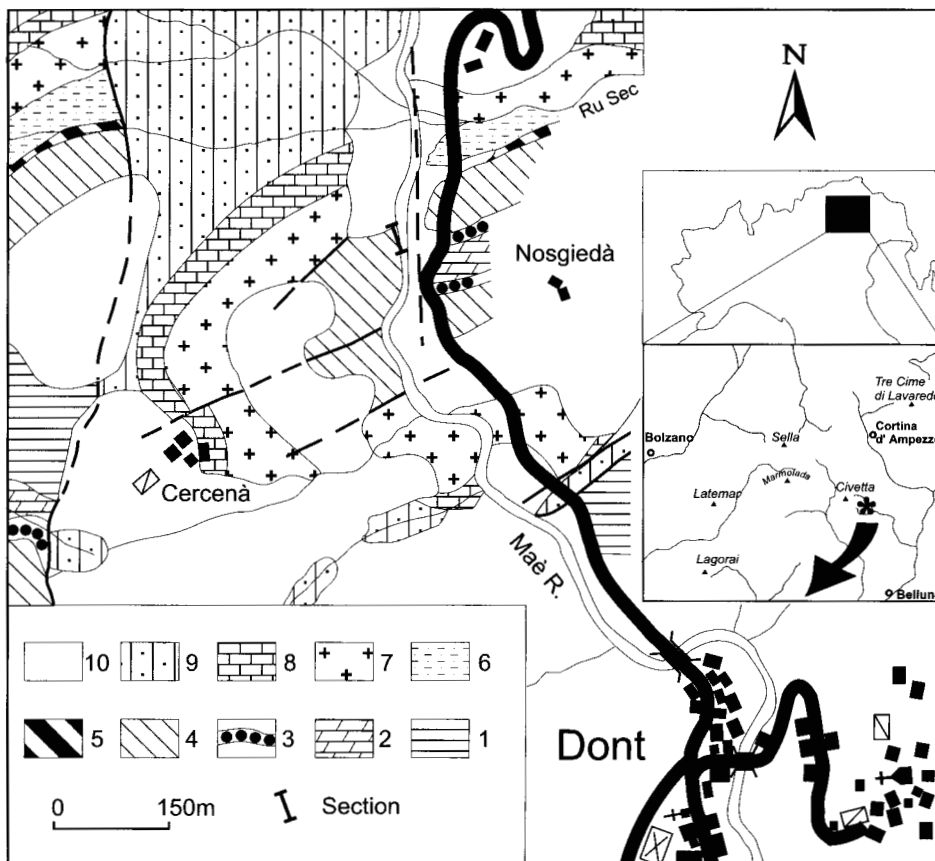 N
Ru Sec
Nosgiedà
Cercenà
Maè R.
Dont
Tre Cime
di Lavaredo
Cortina
d' Ampezzo
Bolzano
Sella
Marmolada
Latemar
Civetta
Lagorai
Belluno
10 9 8 7 6
5 4 3 2 1
0 150m
Section